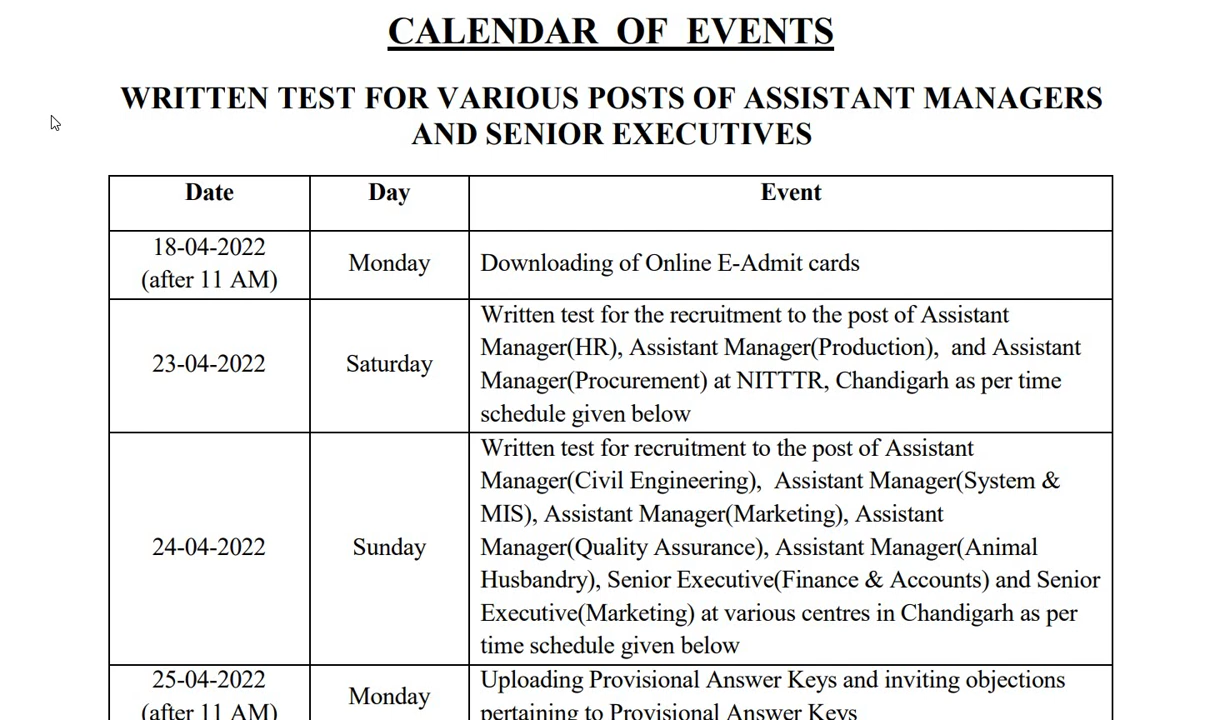 CALENDAR OF EVENTS
WRITTEN TEST FOR VARIOUS POSTS OF ASSISTANT MANAGERS
AND SENIOR EXECUTIVES
Date Day Event
18-04-2022
(after 11 AM)
Monday
Downloading of Online E-Admit cards
23-04-2022
Saturday
Written test for the recruitment to the post of Assistant
Manager(HR), Assistant Manager(Production), and Assistant
Manager(Procurement) at NITTTR, Chandigarh as per time
schedule given below
24-04-2022
Sunday
Written test for recruitment to the post of Assistant
Manager(Civil Engineering), Assistant Manager(System &
MIS), Assistant Manager(Marketing), Assistant
Manager(Quality Assurance), Assistant Manager(Animal
Husbandry), Senior Executive(Finance & Accounts) and Senior
Executive(Marketing) at various centres in Chandigarh as per
time schedule given below
25-04-2022
(after 11 AM)
Monday
Uploading Provisional Answer Keys and inviting objections
pertaining to Provisional Answer Keys